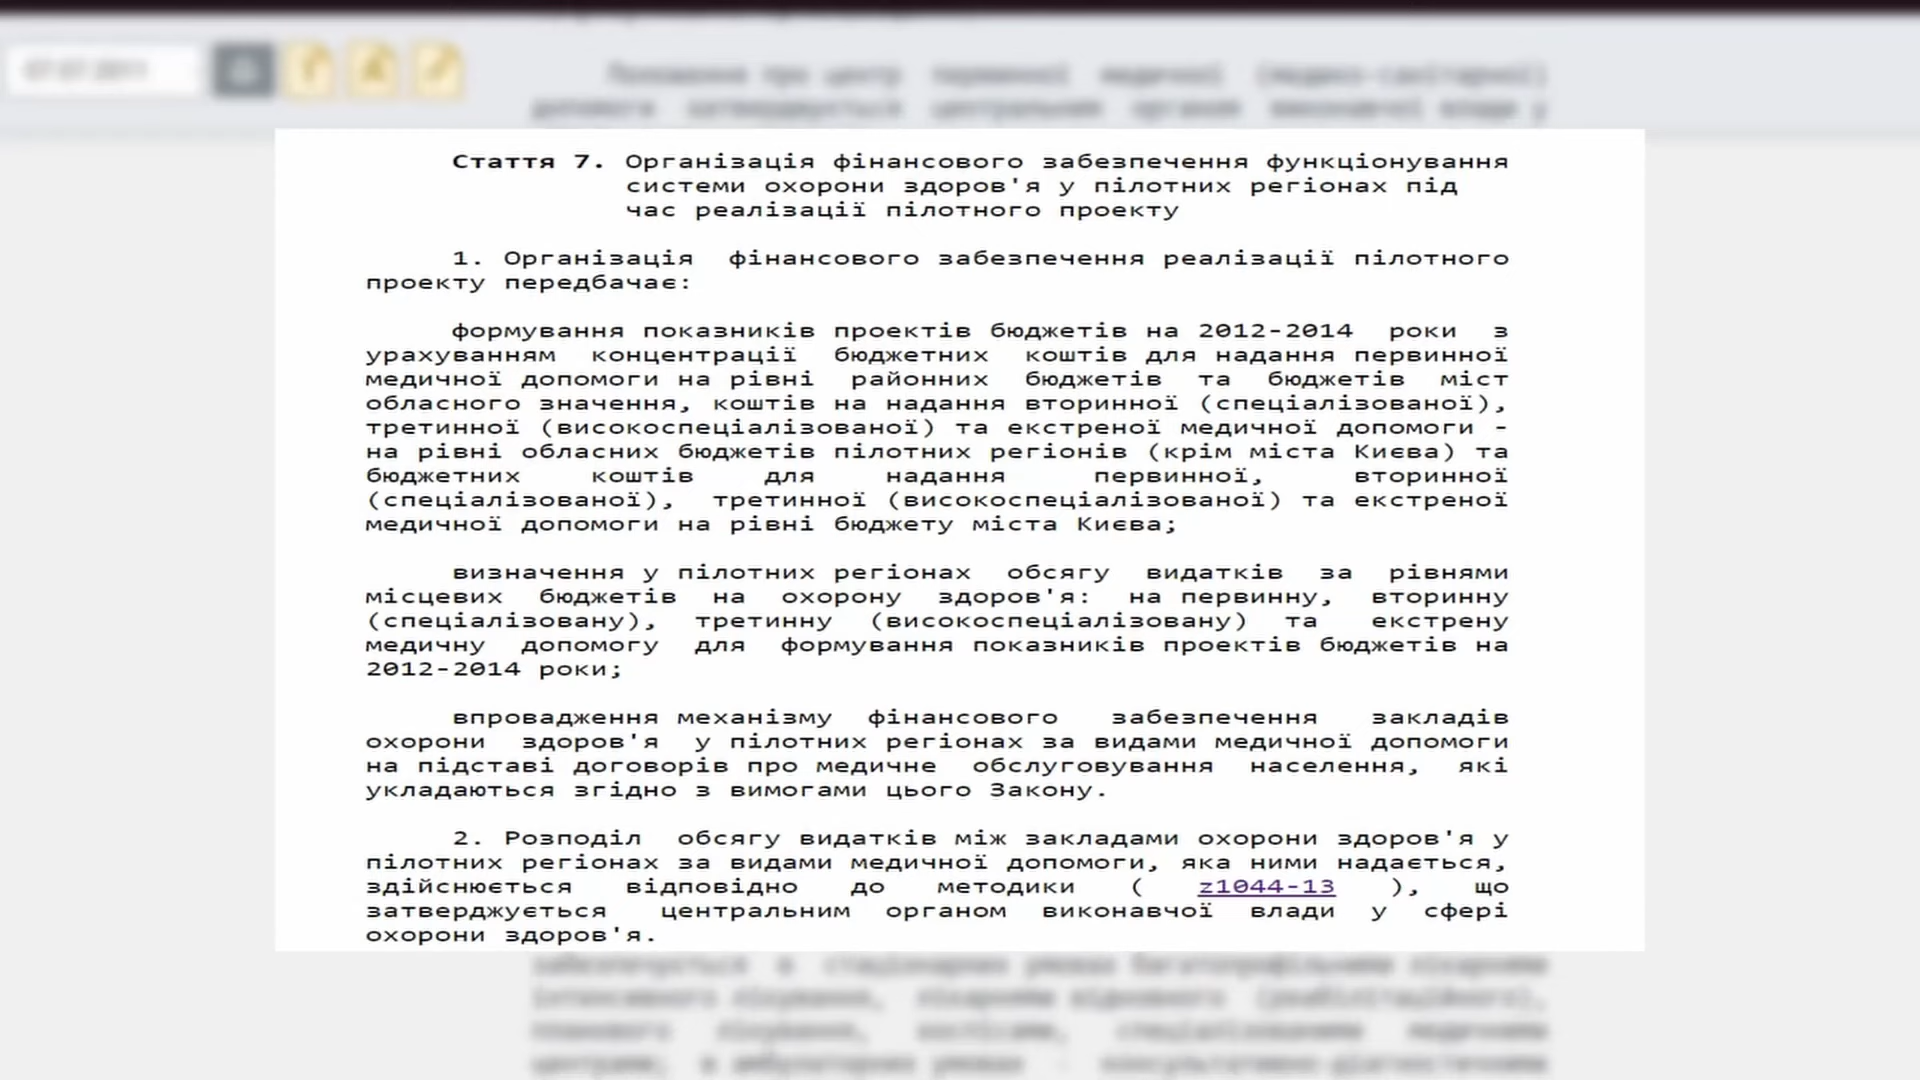 Стаття 7. Організація фінансового забезпечення функціонування
системи охорони здоров'я у пілотних регіонах під
час реалізації пілотного проекту
1. Організація фінансового забезпечення реалізації пілотного
проекту передбачає:
формування показників проектів бюджетів на 2012-2014 роки з
урахуванням концентрації бюджетних коштів для надання первинної
медичної допомоги на рівні районних бюджетів та бюджетів міст
обласного значення, коштів на надання вторинної (спеціалізованої),
третинної (високоспеціалізованої) та екстреної медичної допомоги -
на рівні обласних бюджетів пілотних регіонів (крім міста Києва) та
бюджетних коштів для надання первинної, вторинної
(спеціалізованої), третинної (високоспеціалізованої) та екстреної
медичної допомоги на рівні бюджету міста Києва;
визначення у пілотних регіонах обсягу видатків за рівнями
місцевих бюджетів на охорону здоров'я: на первинну, вторинну
(спеціалізовану), третинну (високоспеціалізовану) та екстрену
медичну допомогу для формування показників проектів бюджетів на
2012-2014 роки;
впровадження механізму фінансового забезпечення закладів
охорони здоров'я у пілотних регіонах за видами медичної допомоги
на підставі договорів про медичне обслуговування населення, які
укладаються згідно з вимогами цього Закону.
2. Розподіл обсягу видатків між закладами охорони здоров'я у
пілотних регіонах за видами медичної допомоги, яка ними надається,
здійснюється відповідно до методики ( z1044-13 ), що
затверджується центральним органом виконавчої влади у сфері
охорони здоров'я.